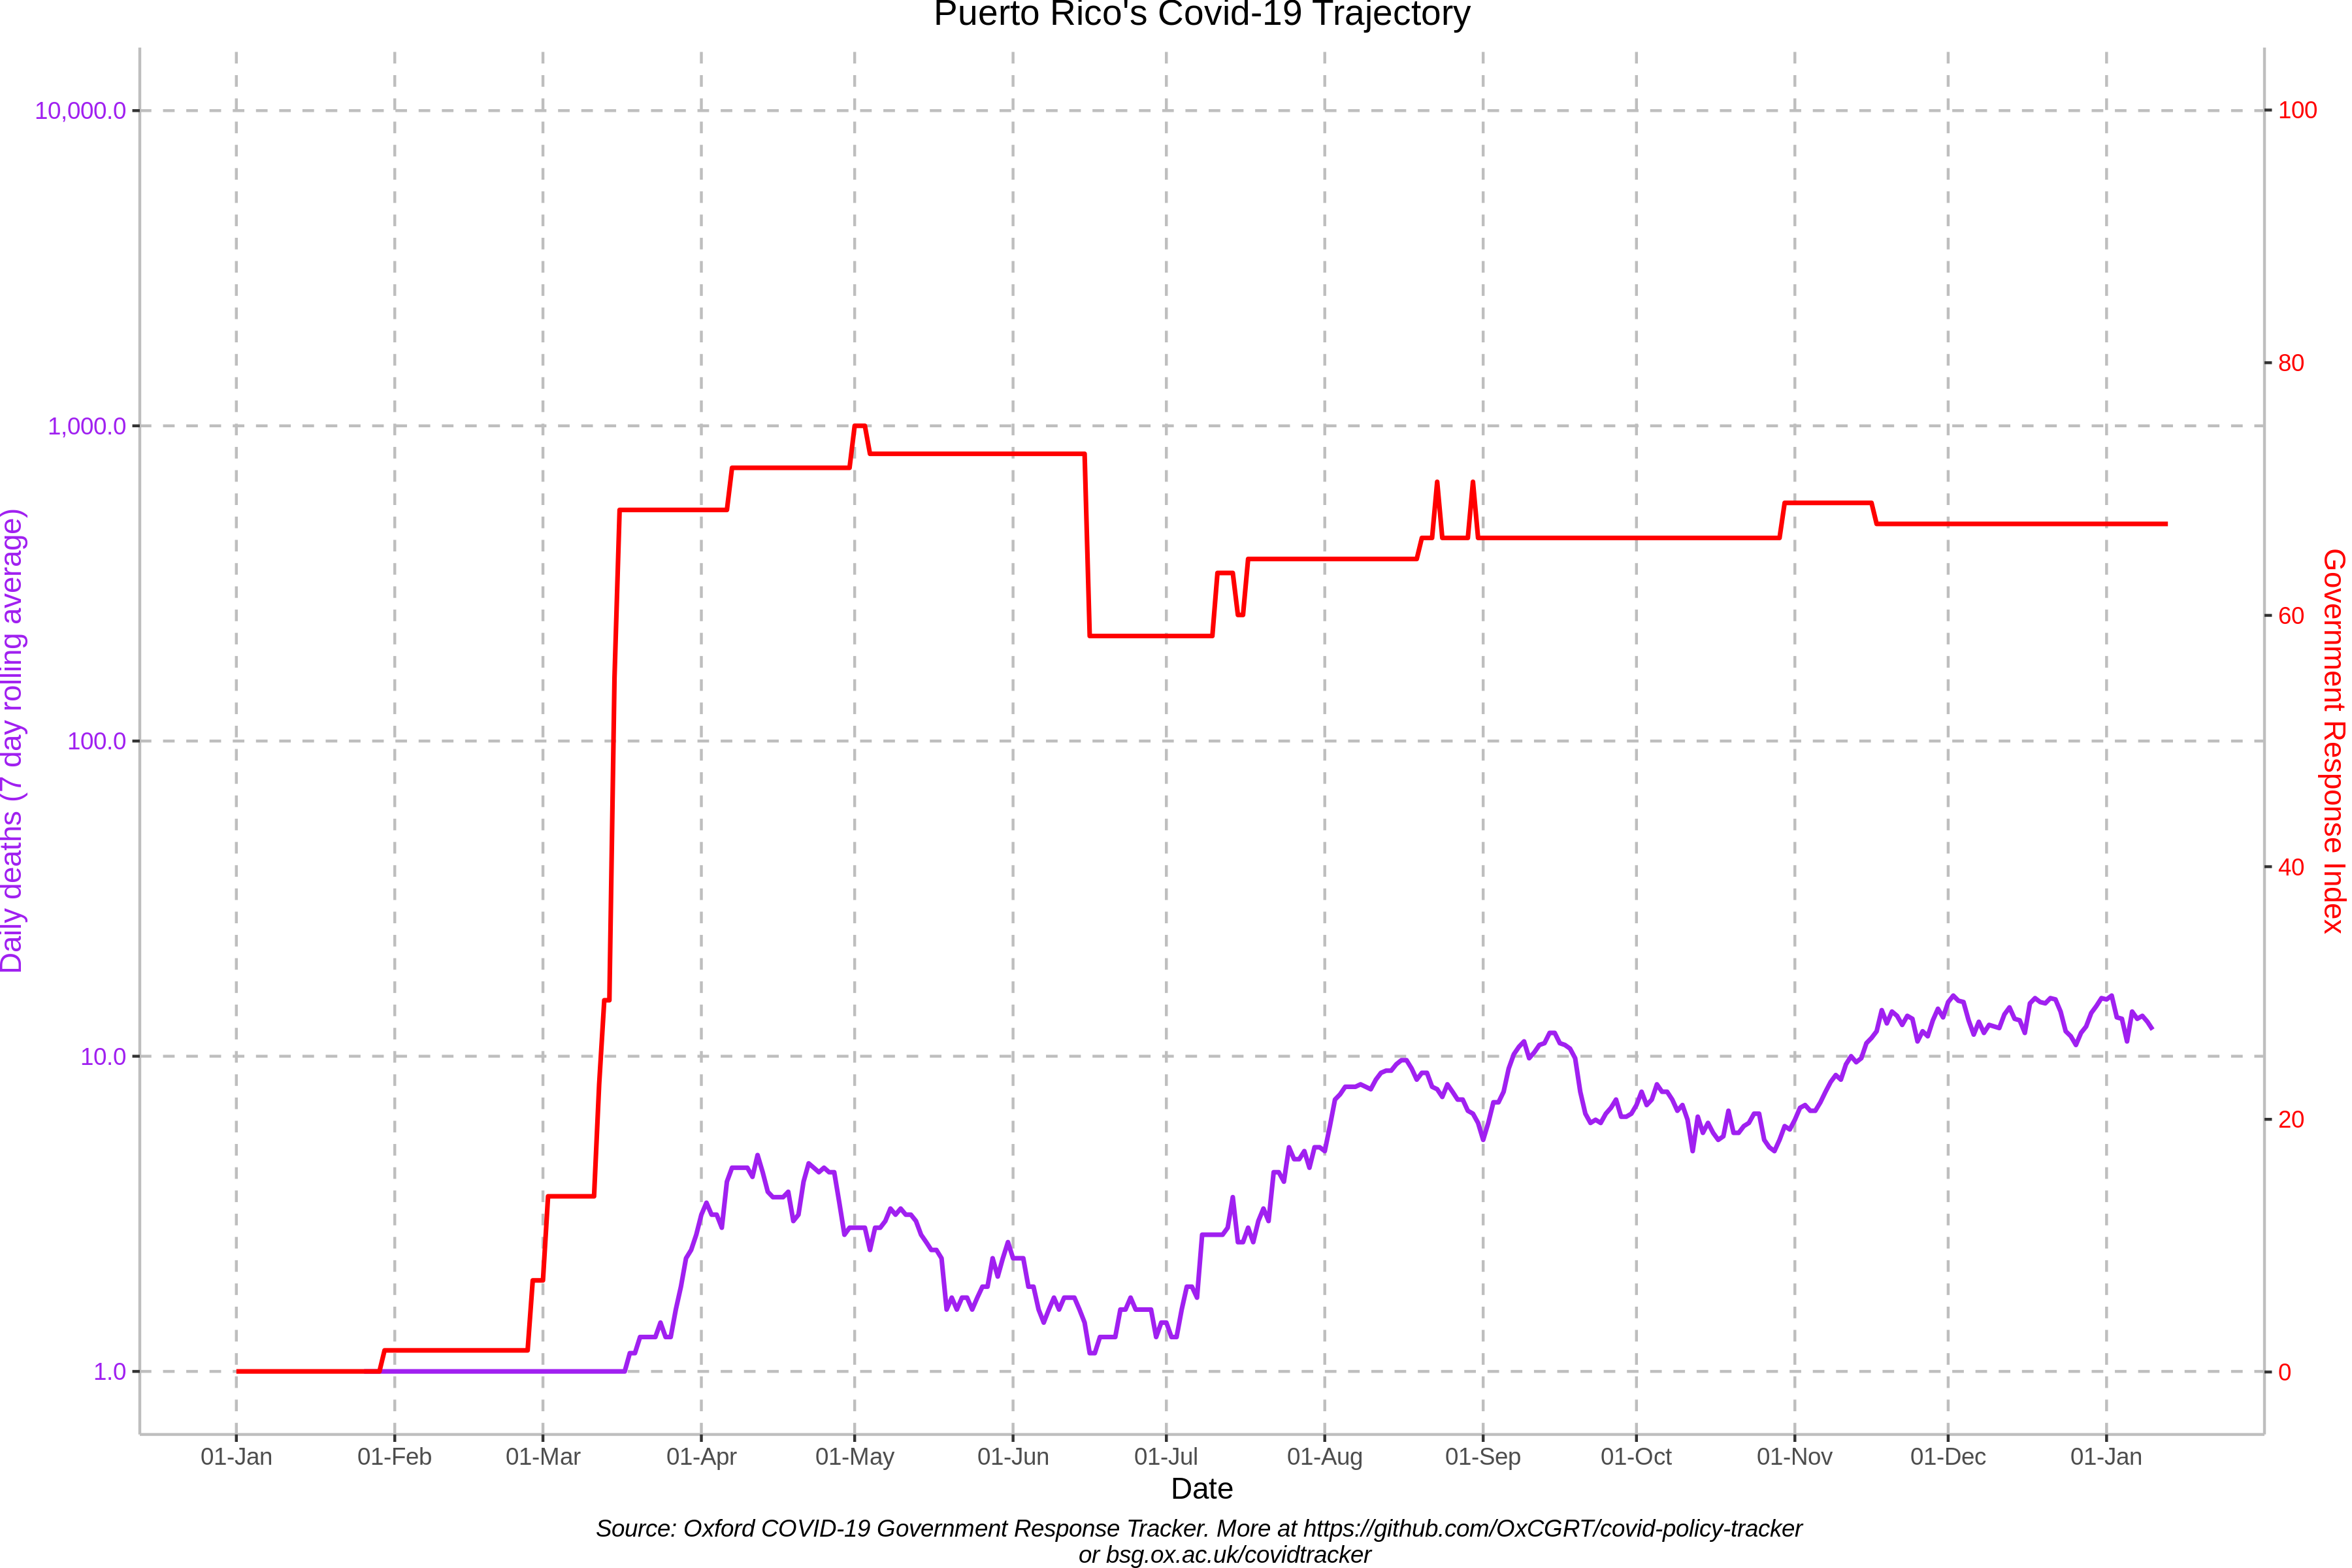 Puerto Rico's Covid-19 Trajectory
10,000.0
1,000.0
100.0
10.0
1.0
Daily deaths (7 day rolling average)
100
80
60
40
20
0
Government Response Index
01-Jan 01-Feb 01-Mar 01-Apr 01-May 01-Jun 01-Jul 01-Aug 01-Sep 01-Oct 01-Nov 01-Dec 01-Jan
Date
Source: Oxford COVID-19 Government Response Tracker. More at https://github.com/OxCGRT/covid-policy-tracker
or bsg.ox.ac.uk/covidtracker